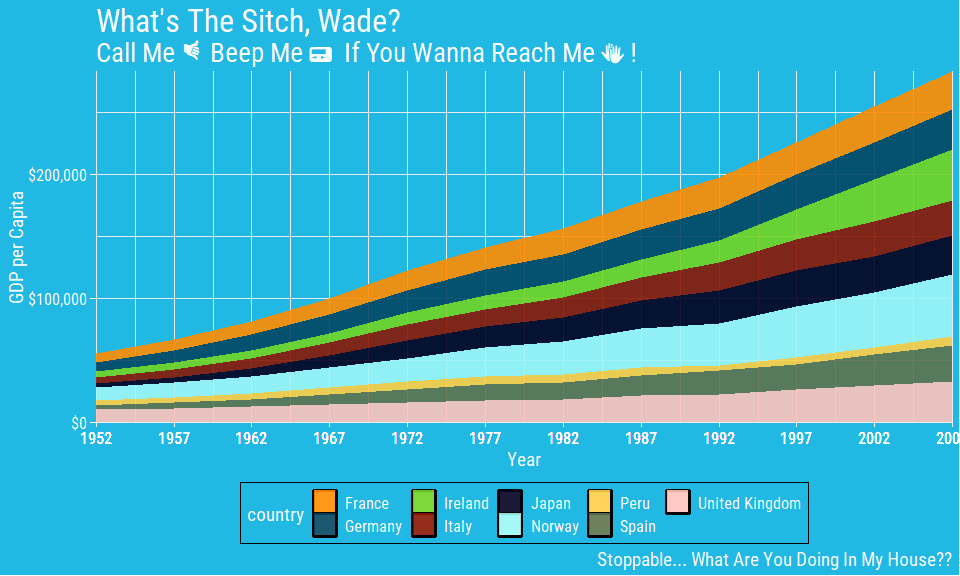 What's The Sitch, Wade?
Call Me 🤙 Beep Me 📟 If You Wanna Reach Me 👋 !
GDP per Capita
$200,000
$100,000
$0
1952 1957 1962 1967 1972 1977 1982 1987 1992 1997 2002 200
Year
country
France Ireland Japan Peru United Kingdom
Germany Italy Norway Spain
Stoppable... What Are You Doing In My House??